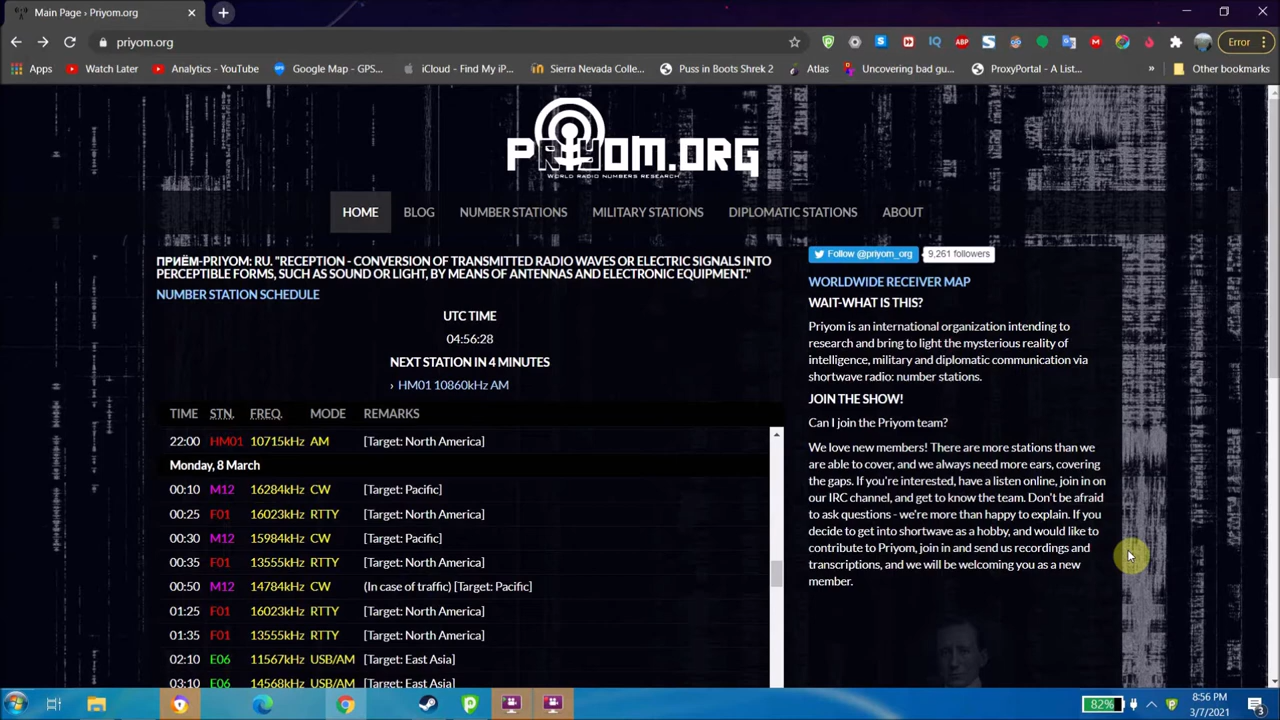 Main Page › Priyom.org
priyom.org
Error
Apps Watch Later Analytics - YouTube Google Map - GPS... iCloud - Find My iP... Sierra Nevada Colle... Puss in Boots Shrek 2 Atlas Uncovering bad gu... ProxyPortal - A List... » Other bookmarks
PRIYOM.ORG
WORLD RADIO NUMBERS RESEARCH
HOME BLOG NUMBER STATIONS MILITARY STATIONS DIPLOMATIC STATIONS ABOUT
ПРИЁМ-PRIYOM: RU. "RECEPTION - CONVERSION OF TRANSMITTED RADIO WAVES OR ELECTRIC SIGNALS INTO
PERCEPTIBLE FORMS, SUCH AS SOUND OR LIGHT, BY MEANS OF ANTENNAS AND ELECTRONIC EQUIPMENT."
NUMBER STATION SCHEDULE
UTC TIME
04:56:28
NEXT STATION IN 4 MINUTES
› HM01 10860kHz AM
TIME STN. FREQ. MODE REMARKS
22:00 HM01 10715kHz AM [Target: North America]
Monday, 8 March
00:10 M12 16284kHz CW [Target: Pacific]
00:25 F01 16023kHz RTTY [Target: North America]
00:30 M12 15984kHz CW [Target: Pacific]
00:35 F01 13555kHz RTTY [Target: North America]
00:50 M12 14784kHz CW (In case of traffic) [Target: Pacific]
01:25 F01 16023kHz RTTY [Target: North America]
01:35 F01 13555kHz RTTY [Target: North America]
02:10 E06 11567kHz USB/AM [Target: East Asia]
03:10 E06 14568kHz USB/AM [Target: East Asia]
Follow @priyom_org 9,261 followers
WORLDWIDE RECEIVER MAP
WAIT-WHAT IS THIS?
Priyom is an international organization intending to
research and bring to light the mysterious reality of
intelligence, military and diplomatic communication via
shortwave radio: number stations.
JOIN THE SHOW!
Can I join the Priyom team?
We love new members! There are more stations than we
are able to cover, and we always need more ears, covering
the gaps. If you're interested, have a listen online, join in on
our IRC channel, and get to know the team. Don't be afraid
to ask questions - we're more than happy to explain. If you
decide to get into shortwave as a hobby, and would like to
contribute to Priyom, join in and send us recordings and
transcriptions, and we will be welcoming you as a new
member.
82%
8:56 PM
3/7/2021
3